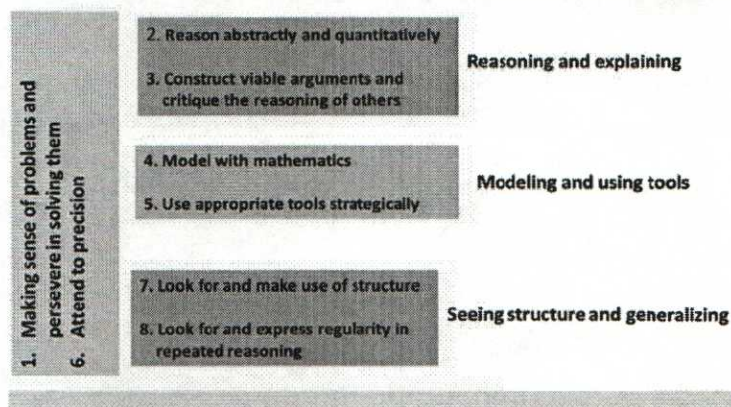 1. Making sense of problems and
persevere in solving them
6. Attend to precision
2. Reason abstractly and quantitatively
3. Construct viable arguments and
critique the reasoning of others
Reasoning and explaining
4. Model with mathematics
5. Use appropriate tools strategically
Modeling and using tools
7. Look for and make use of structure
8. Look for and express regularity in
repeated reasoning
Seeing structure and generalizing